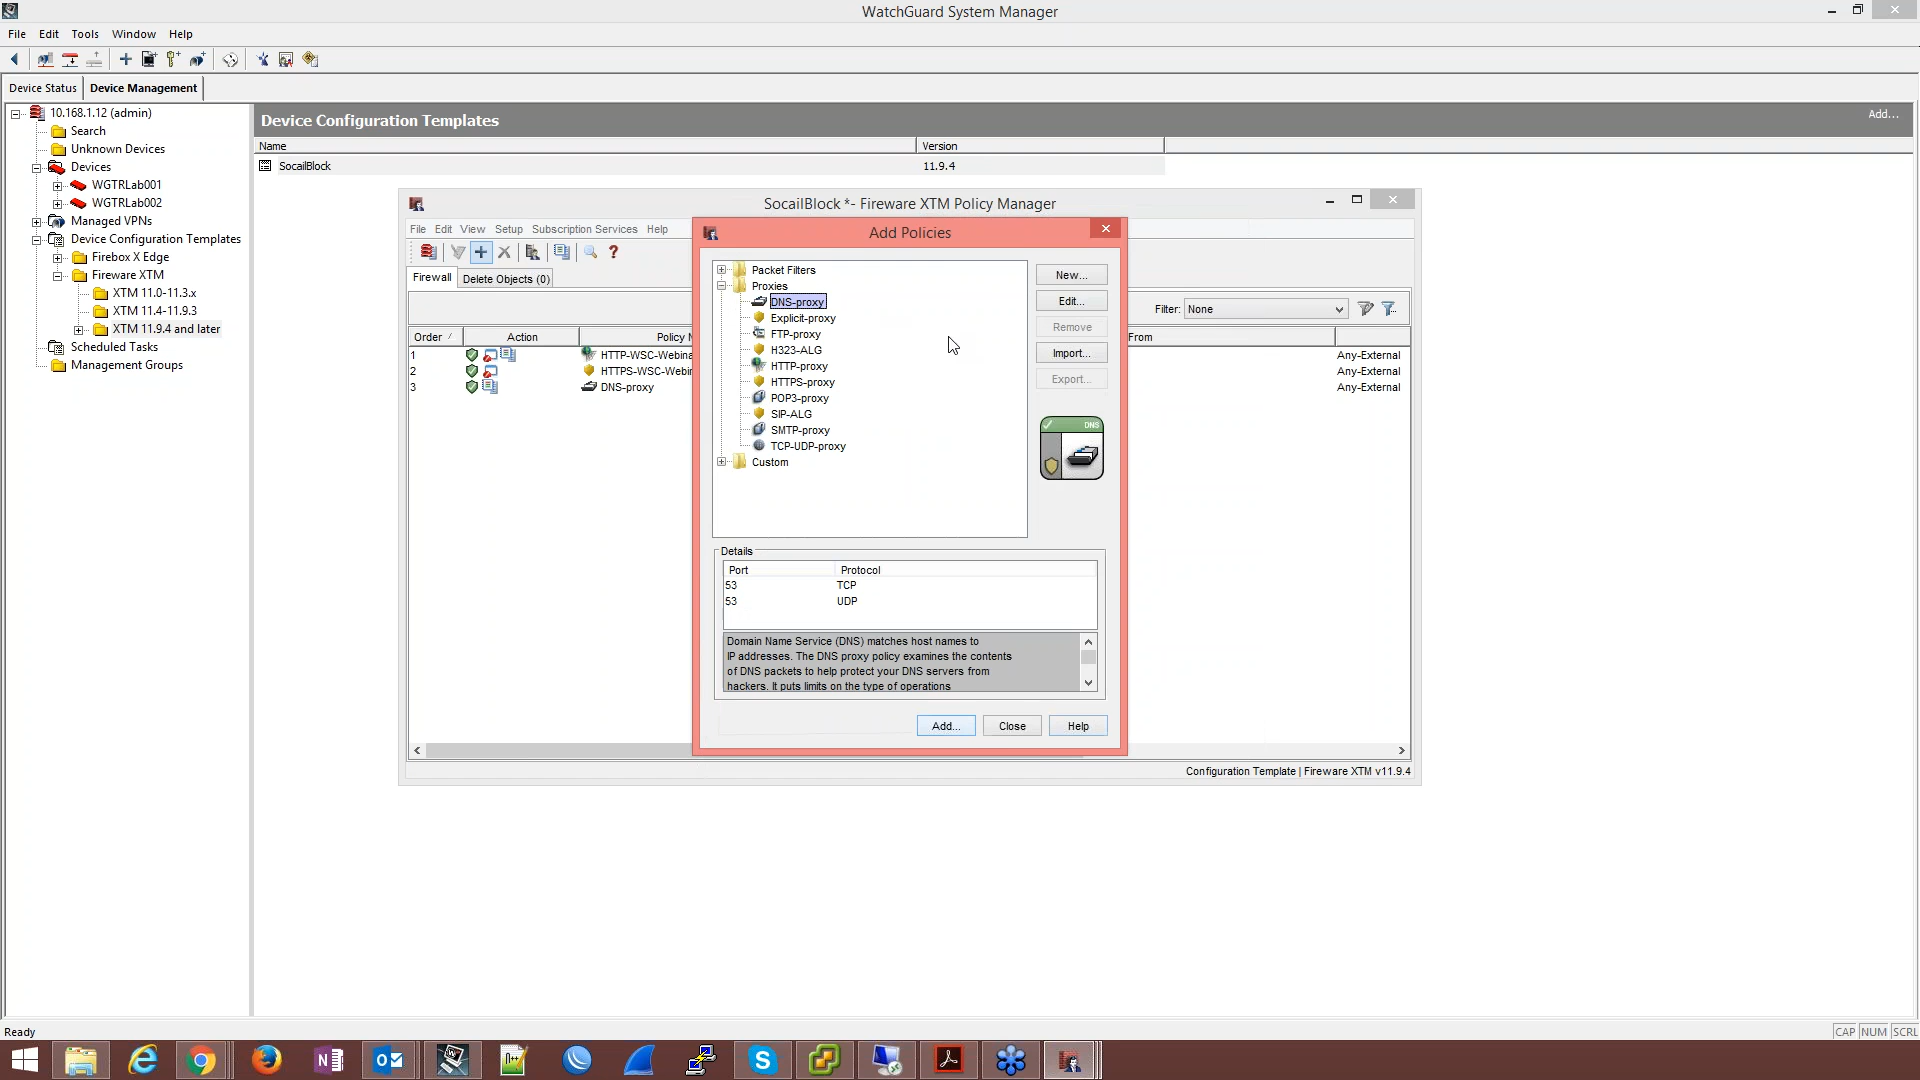 WatchGuard System Manager
File Edit Tools Window Help
Device Status Device Management
10.168.1.12 (admin)
Search
Unknown Devices
Devices
WGTRLab001
WGTRLab002
Managed VPNs
Device Configuration Templates
Firebox X Edge
Fireware XTM
XTM 11.0-11.3.x
XTM 11.4-11.9.3
XTM 11.9.4 and later
Scheduled Tasks
Management Groups
Device Configuration Templates Add...
Name Version
SocailBlock 11.9.4
SocailBlock *- Fireware XTM Policy Manager
File Edit View Setup Subscription Services Help
Firewall Delete Objects (0)
Filter: None
Order Action Policy N From
1 HTTP-WSC-Webina Any-External
2 HTTPS-WSC-Webin Any-External
3 DNS-proxy Any-External
Configuration Template | Fireware XTM v11.9.4
Add Policies
Packet Filters
Proxies
DNS-proxy
Explicit-proxy
FTP-proxy
H323-ALG
HTTP-proxy
HTTPS-proxy
POP3-proxy
SIP-ALG
SMTP-proxy
TCP-UDP-proxy
Custom
New...
Edit...
Remove
Import...
Export...
DNS
Details
Port Protocol
53 TCP
53 UDP
Domain Name Service (DNS) matches host names to
IP addresses. The DNS proxy policy examines the contents
of DNS packets to help protect your DNS servers from
hackers. It puts limits on the type of operations
Add... Close Help
Ready CAP NUM SCRL